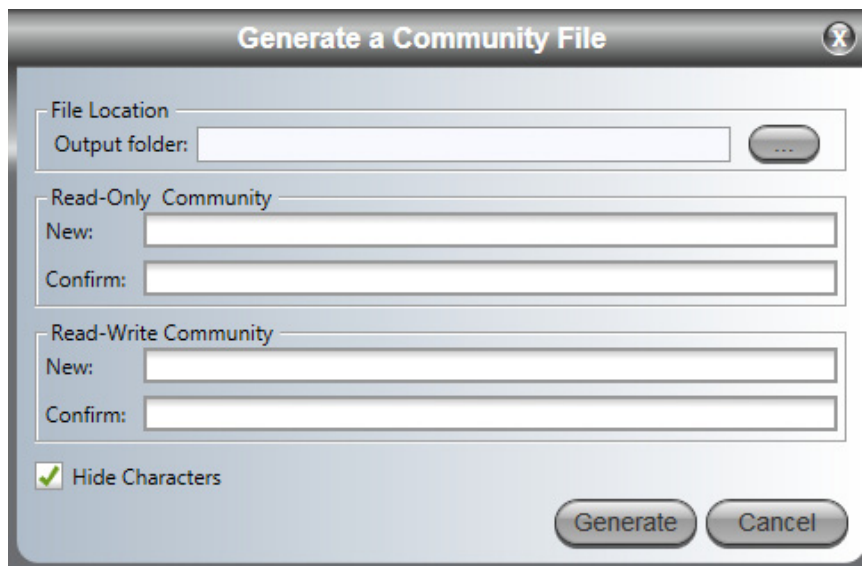 Generate a Community File
X
File Location
Output folder:
...
Read-Only Community
New:
Confirm:
Read-Write Community
New:
Confirm:
Hide Characters
Generate
Cancel